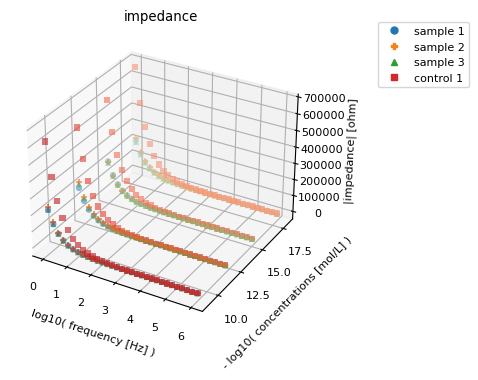 impedance
sample 1
sample 2
sample 3
control 1
700000
600000
500000
400000
300000
200000
100000
0
|impedance| [ohm]
17.5
15.0
12.5
10.0
- log10( concentrations [mol/L] )
0
1
2
3
4
5
6
log10( frequency [Hz] )